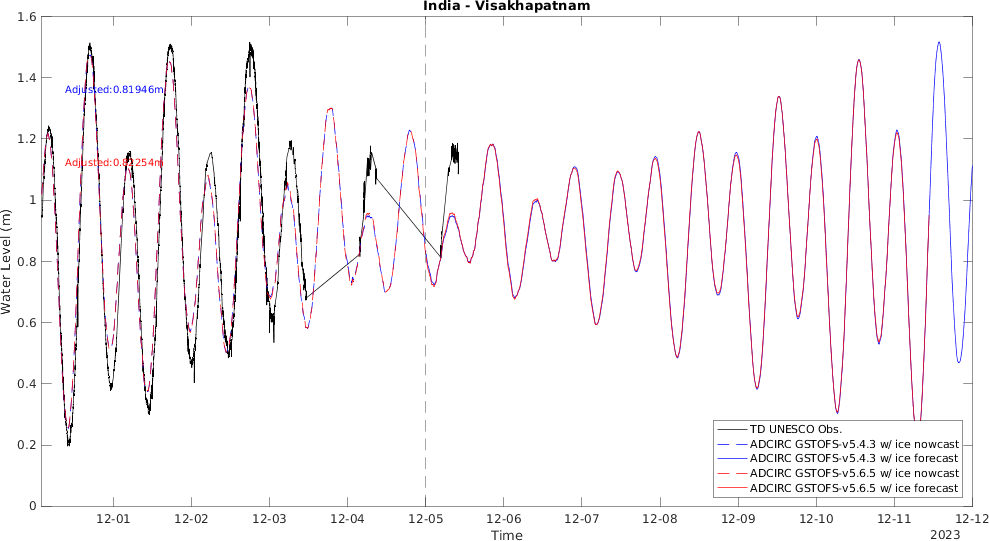 India - Visakhapatnam
1.6
1.4
1.2
1
0.8
0.6
0.4
0.2
0
Water Level (m)
Adjusted:0.81946m
Adjusted:0.82254m
TD UNESCO Obs.
ADCIRC GSTOFS-v5.4.3 w/ ice nowcast
ADCIRC GSTOFS-v5.4.3 w/ ice forecast
ADCIRC GSTOFS-v5.6.5 w/ ice nowcast
ADCIRC GSTOFS-v5.6.5 w/ ice forecast
12-01 12-02 12-03 12-04 12-05 12-06 12-07 12-08 12-09 12-10 12-11 12-12
Time
2023